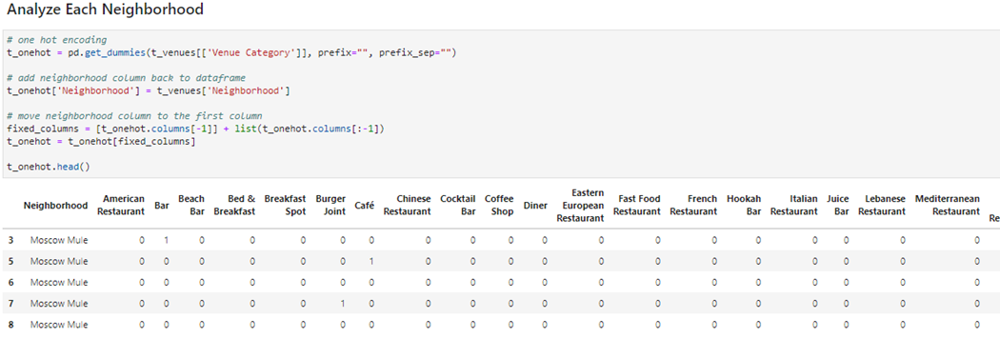 Analyze Each Neighborhood
# one hot encoding
t_onehot = pd.get_dummies(t_venues[['Venue Category']], prefix="", prefix_sep="")
# add neighborhood column back to dataframe
t_onehot['Neighborhood'] = t_venues['Neighborhood']
# move neighborhood column to the first column
fixed_columns = [t_onehot.columns[-1]] + list(t_onehot.columns[:-1])
t_onehot = t_onehot[fixed_columns]
t_onehot.head()
Neighborhood American Restaurant Bar Beach Bar Bed & Breakfast Breakfast Spot Burger Joint Café Chinese Restaurant Cocktail Bar Coffee Shop Diner Eastern European Restaurant Fast Food Restaurant French Restaurant Hookah Bar Italian Restaurant Juice Bar Lebanese Restaurant Mediterranean Restaurant Re
3 Moscow Mule 0 1 0 0 0 0 0 0 0 0 0 0 0 0 0 0 0 0 0
5 Moscow Mule 0 0 0 0 0 0 1 0 0 0 0 0 0 0 0 0 0 0 0
6 Moscow Mule 0 0 0 0 0 0 0 0 0 0 0 0 0 0 0 0 0 0 0
7 Moscow Mule 0 0 0 0 0 1 0 0 0 0 0 0 0 0 0 0 0 0 0
8 Moscow Mule 0 0 0 0 0 0 0 0 0 0 0 0 0 0 0 0 0 0 0